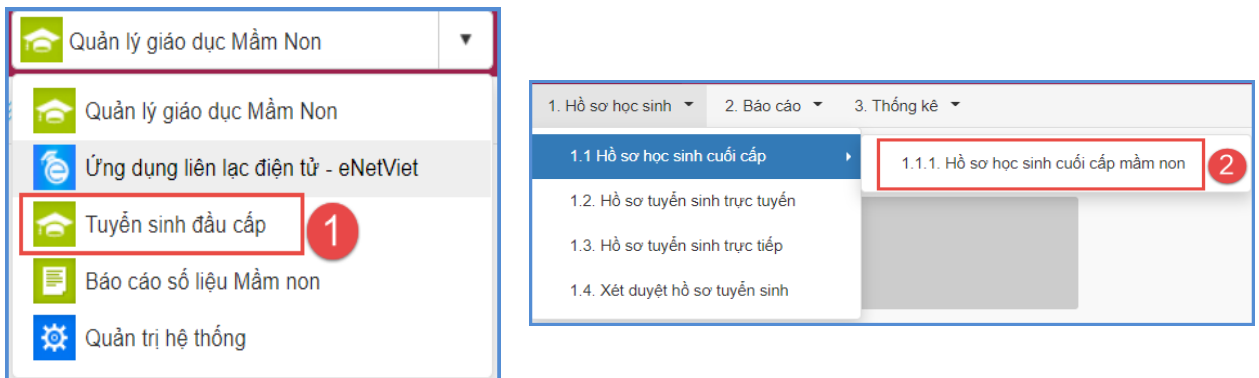 Quản lý giáo dục Mầm Non
Quản lý giáo dục Mầm Non
Ứng dụng liên lạc điện tử - eNetViet
Tuyển sinh đầu cấp
1
Báo cáo số liệu Mầm non
Quản trị hệ thống
1. Hồ sơ học sinh 2. Báo cáo 3. Thống kê
1.1 Hồ sơ học sinh cuối cấp
1.1.1. Hồ sơ học sinh cuối cấp mầm non
2
1.2. Hồ sơ tuyển sinh trực tuyến
1.3. Hồ sơ tuyển sinh trực tiếp
1.4. Xét duyệt hồ sơ tuyển sinh